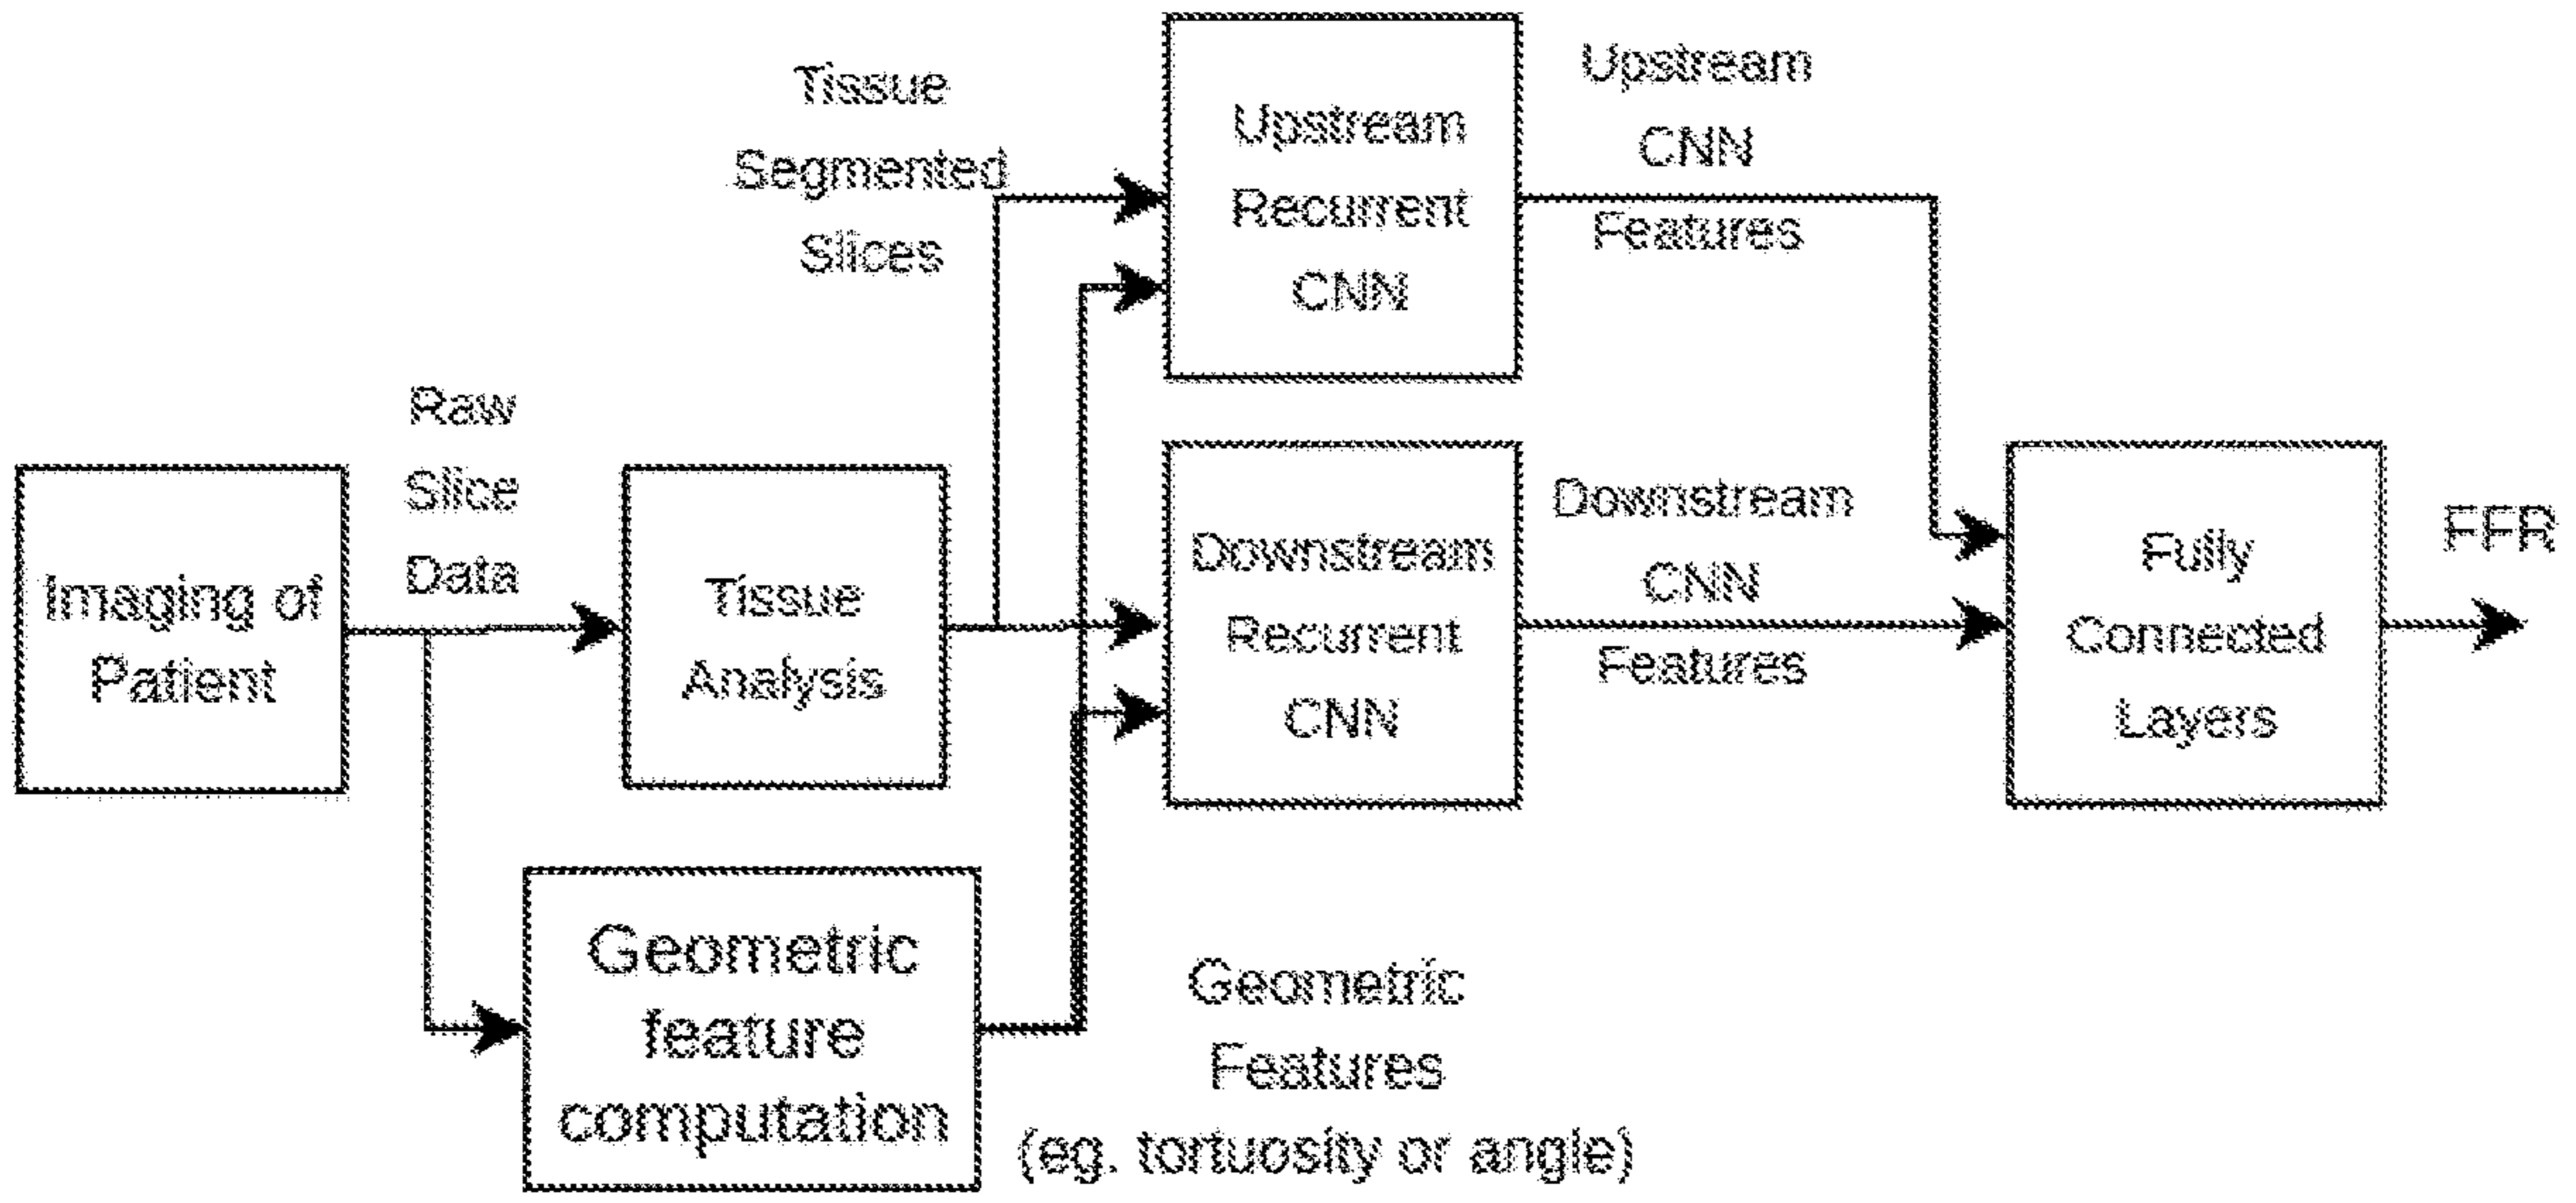 Imaging of
Patient
Raw
Slice
Data
Tissue
Analysis
Geometric
feature
computation
Tissue
Segmented
Slices
Geometric
Features
(eg. tortuosity or angle)
Upstream
Recurrent
CNN
Downstream
Recurrent
CNN
Upstream
CNN
Features
Downstream
CNN
Features
Fully
Connected
Layers
FFR